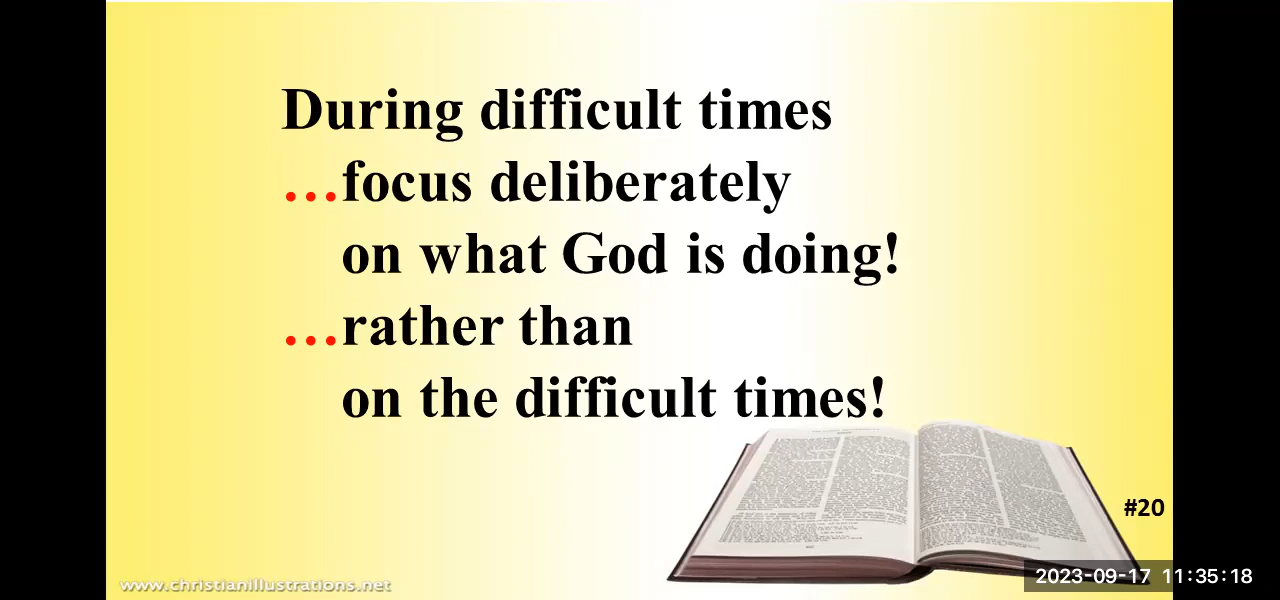 During difficult times
…focus deliberately
on what God is doing!
…rather than
on the difficult times!
#20
www.christianillustrations.net
2023-09-17 11:35:18